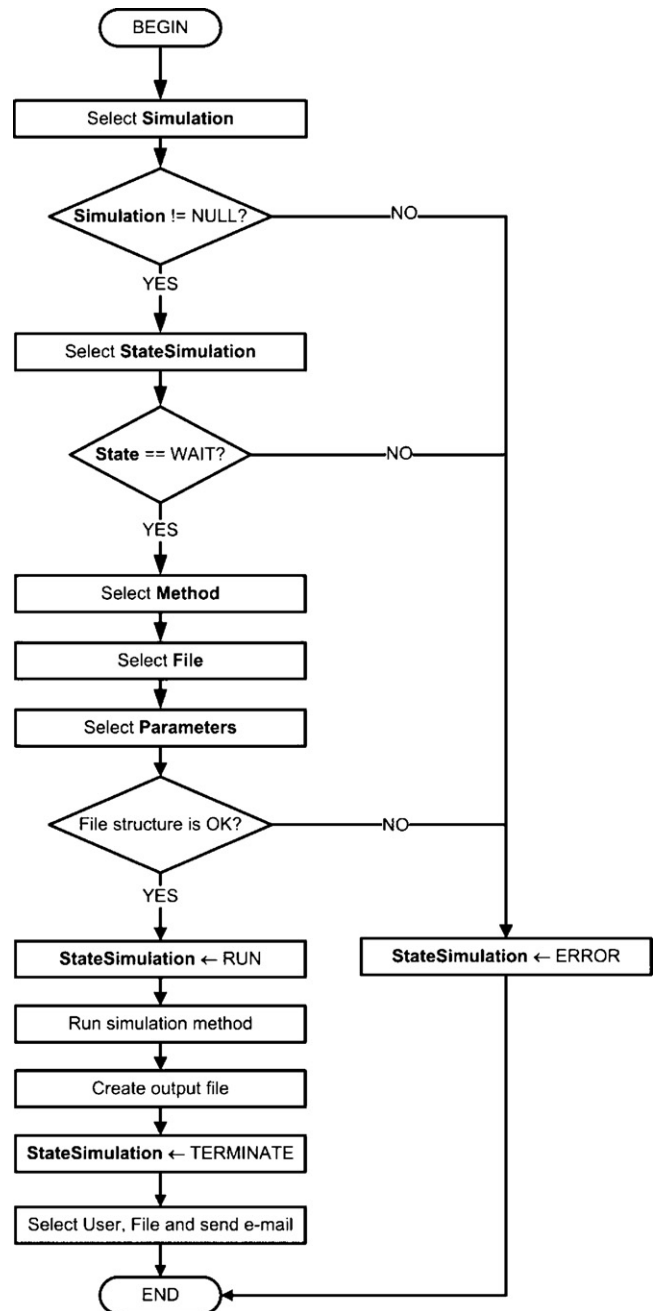 BEGIN
Select Simulation
Simulation != NULL?
NO
YES
Select StateSimulation
State == WAIT?
NO
YES
Select Method
Select File
Select Parameters
File structure is OK?
NO
YES
StateSimulation ← RUN
StateSimulation ← ERROR
Run simulation method
Create output file
StateSimulation ← TERMINATE
Select User, File and send e-mail
END